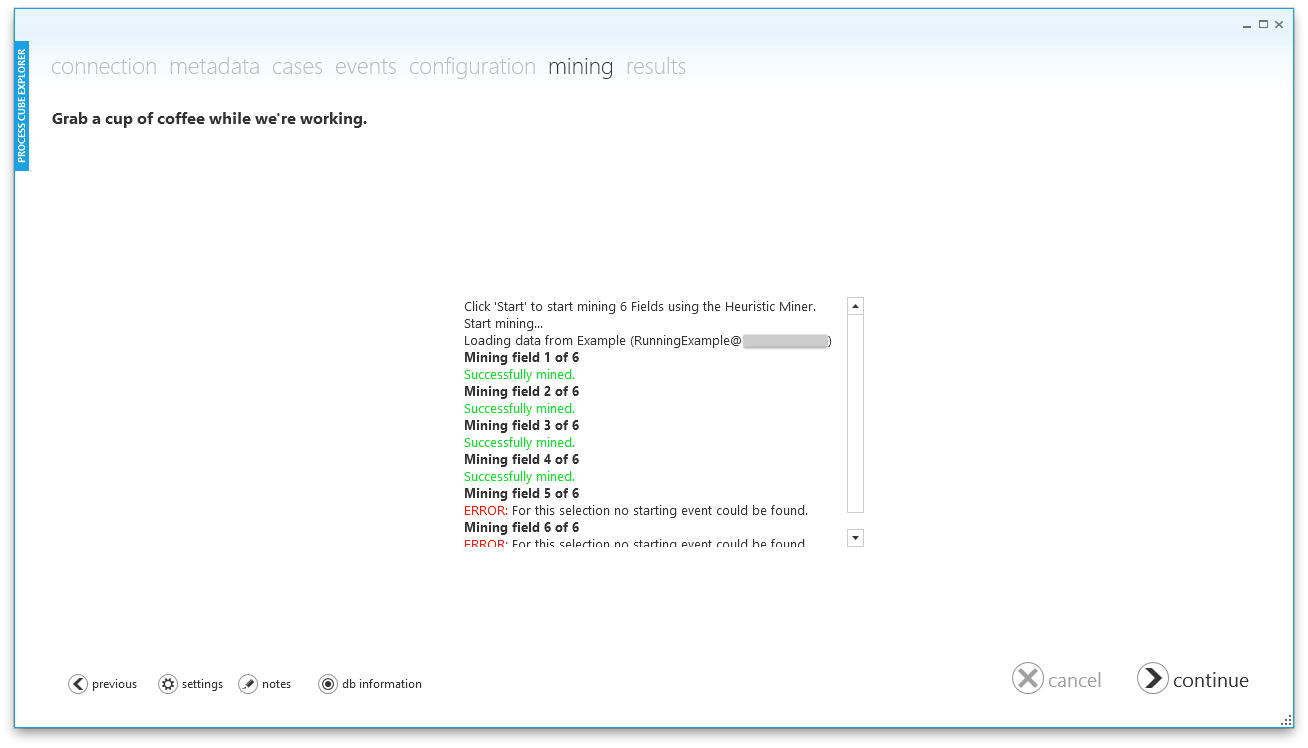 PROCESS CUBE EXPLORER
connection metadata cases events configuration mining results
Grab a cup of coffee while we're working.
Click 'Start' to start mining 6 Fields using the Heuristic Miner.
Start mining...
Loading data from Example (RunningExample@ )
Mining field 1 of 6
Successfully mined.
Mining field 2 of 6
Successfully mined.
Mining field 3 of 6
Successfully mined.
Mining field 4 of 6
Successfully mined.
Mining field 5 of 6
ERROR: For this selection no starting event could be found.
Mining field 6 of 6
ERROR: For this selection no starting event could be found.
previous settings notes db information
cancel continue